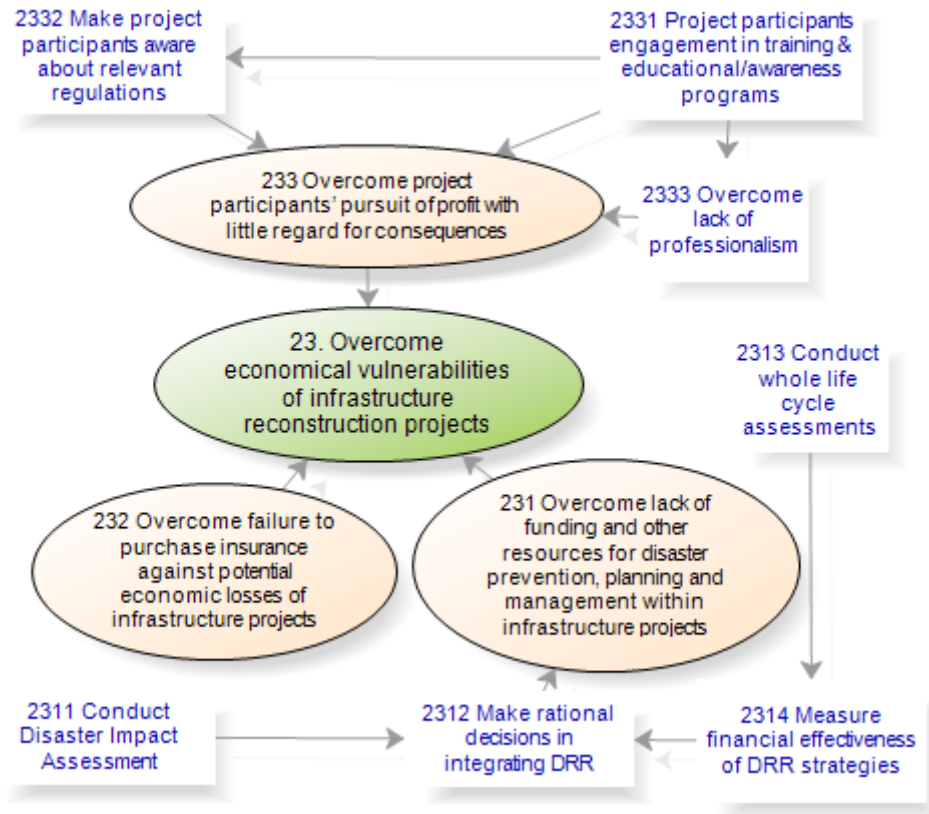 2332 Make project
participants aware
about relevant
regulations
2331 Project participants
engagement in training &
educational/awareness
programs
233 Overcome project
participants' pursuit of profit with
little regard for consequences
2333 Overcome
lack of
professionalism
23. Overcome
economical vulnerabilities
of infrastructure
reconstruction projects
2313 Conduct
whole life
cycle
assessments
232 Overcome failure to
purchase insurance
against potential
economic losses of
infrastructure projects
231 Overcome lack of
funding and other
resources for disaster
prevention, planning and
management within
infrastructure projects
2311 Conduct
Disaster Impact
Assessment
2312 Make rational
decisions in
integrating DRR
2314 Measure
financial effectiveness
of DRR strategies